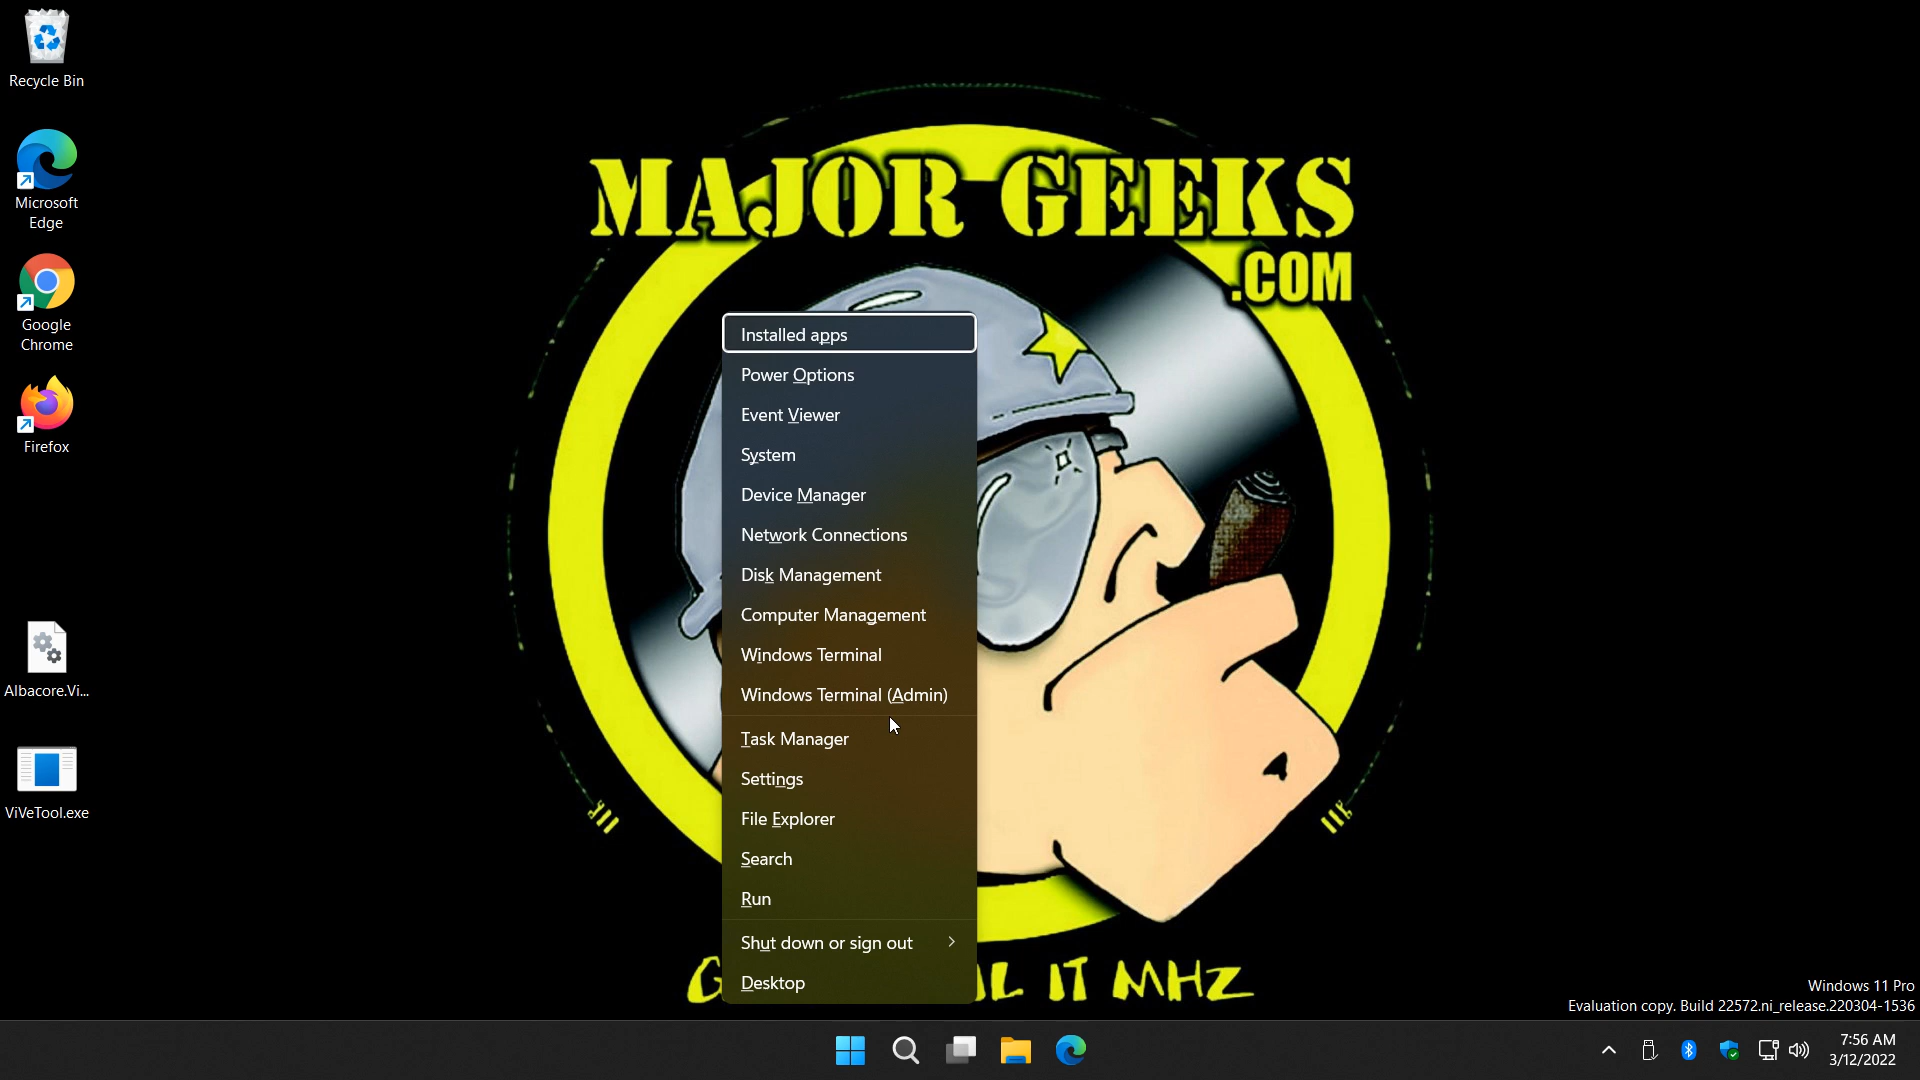 Recycle Bin
Microsoft
Edge
Google
Chrome
Firefox
Albacore.Vi...
ViVeTool.exe
MAJOR GEEKS
.COM
Installed apps
Power Options
Event Viewer
System
Device Manager
Network Connections
Disk Management
Computer Management
Windows Terminal
Windows Terminal (Admin)
Task Manager
Settings
File Explorer
Search
Run
Shut down or sign out
Desktop
IT MHZ
Windows 11 Pro
Evaluation copy. Build 22572.ni_release.220304-1536
7:56 AM
3/12/2022